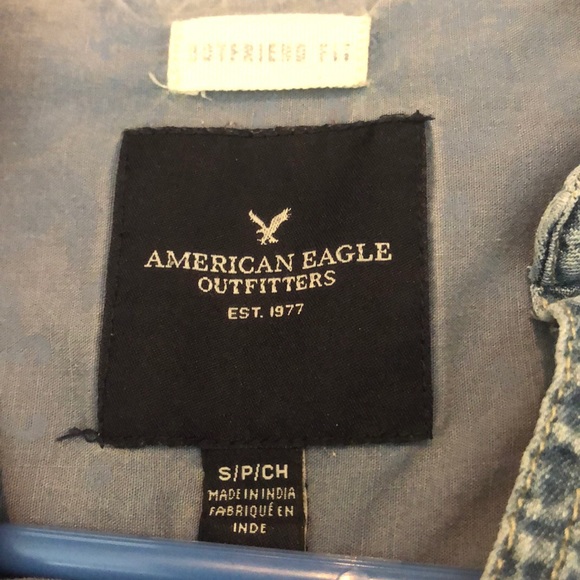 BOYFRIEND FIT
AMERICAN EAGLE
OUTFITTERS
EST. 1977
S/P/CH
MADE IN INDIA
FABRIQUÉ EN
INDE